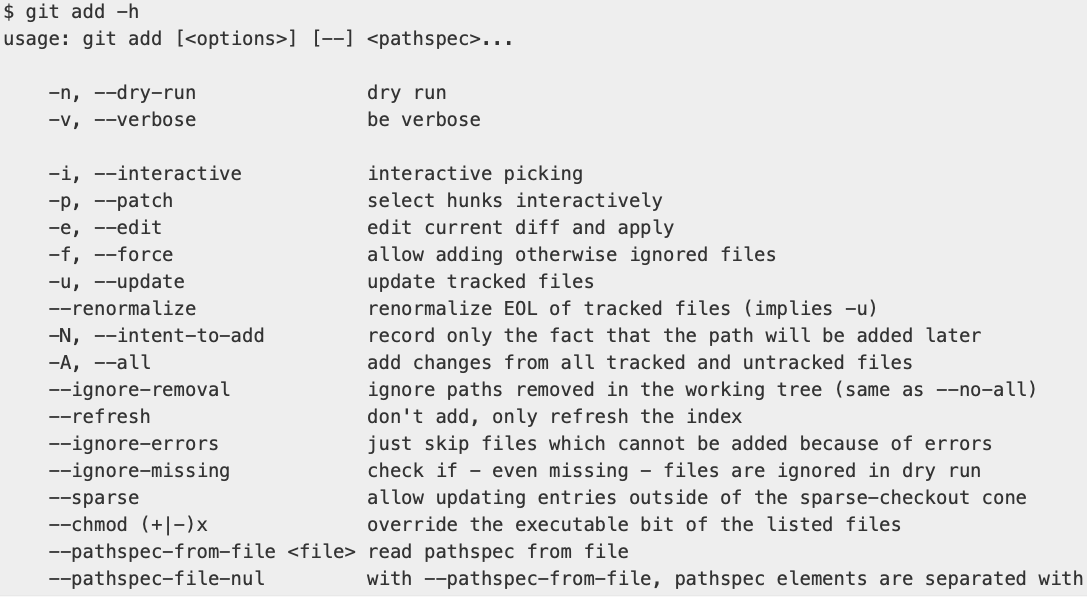 $ git add -h
usage: git add [<options>] [--] <pathspec>...
-n, --dry-run dry run
-v, --verbose be verbose
-i, --interactive interactive picking
-p, --patch select hunks interactively
-e, --edit edit current diff and apply
-f, --force allow adding otherwise ignored files
-u, --update update tracked files
--renormalize renormalize EOL of tracked files (implies -u)
-N, --intent-to-add record only the fact that the path will be added later
-A, --all add changes from all tracked and untracked files
--ignore-removal ignore paths removed in the working tree (same as --no-all)
--refresh don't add, only refresh the index
--ignore-errors just skip files which cannot be added because of errors
--ignore-missing check if - even missing - files are ignored in dry run
--sparse allow updating entries outside of the sparse-checkout cone
--chmod (+|-)x override the executable bit of the listed files
--pathspec-from-file <file> read pathspec from file
--pathspec-file-nul with --pathspec-from-file, pathspec elements are separated with